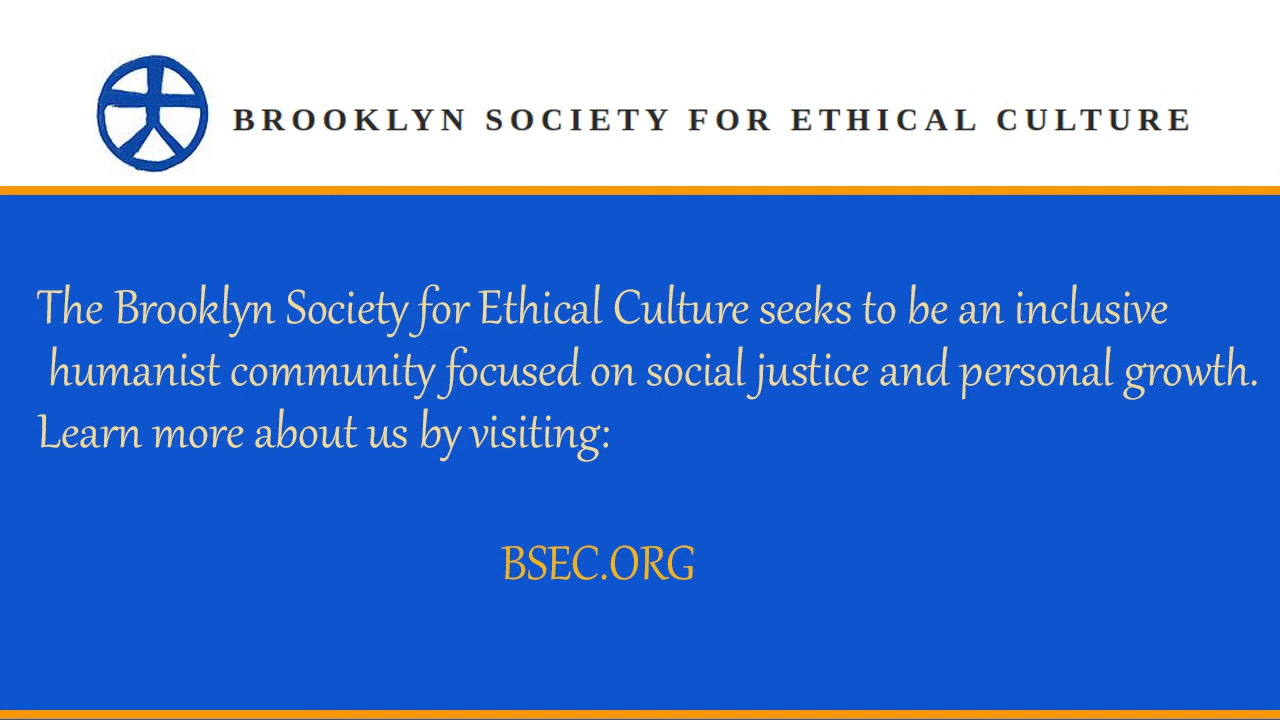 BROOKLYN SOCIETY FOR ETHICAL CULTURE
The Brooklyn Society for Ethical Culture seeks to be an inclusive
humanist community focused on social justice and personal growth.
Learn more about us by visiting:
BSEC.ORG